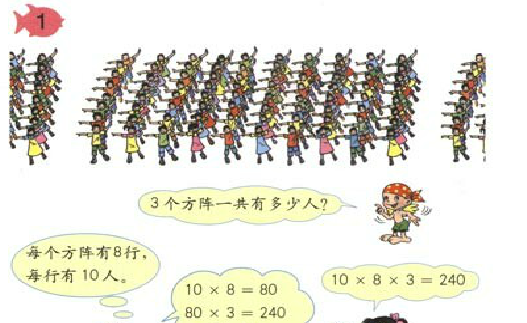 1
3个方阵一共有多少人?
每个方阵有8行,
每行有10人。
10 × 8 = 80
80 × 3 = 240
10 × 8 × 3 = 240